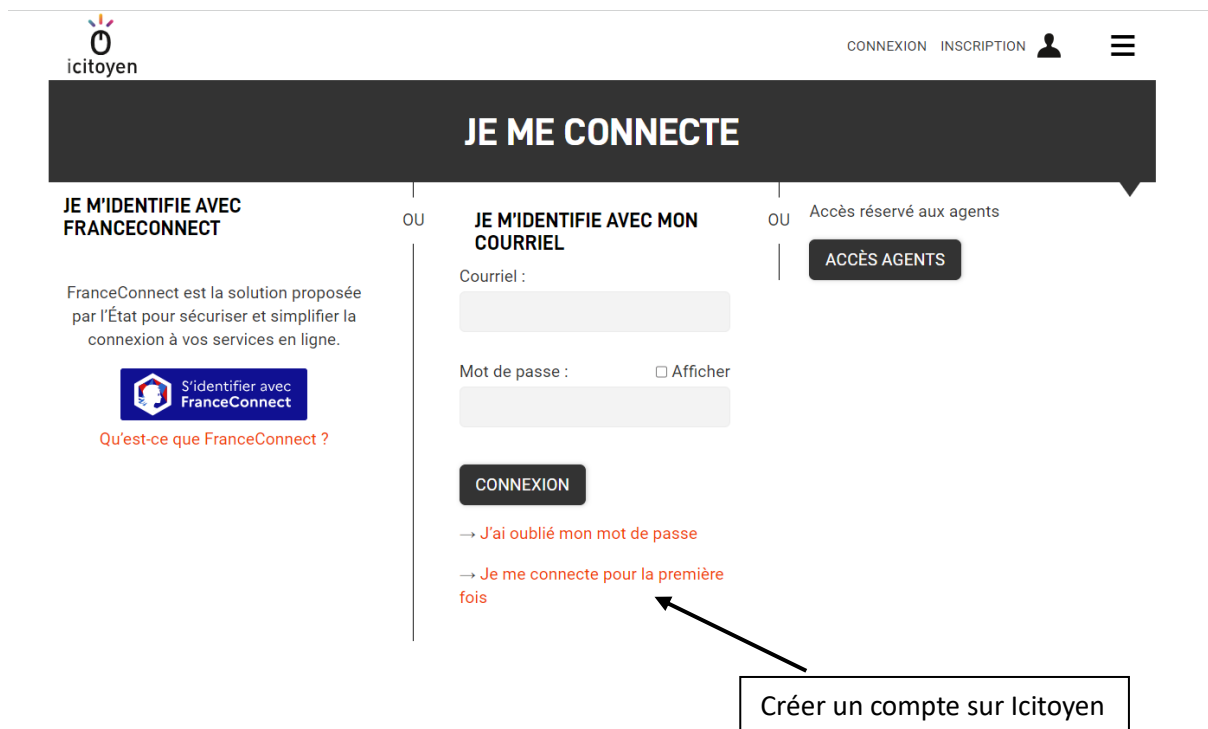 icitoyen
CONNEXION INSCRIPTION
JE ME CONNECTE
JE M'IDENTIFIE AVEC
FRANCECONNECT
FranceConnect est la solution proposée
par l'État pour sécuriser et simplifier la
connexion à vos services en ligne.
S'identifier avec
FranceConnect
Qu'est-ce que FranceConnect ?
OU
JE M'IDENTIFIE AVEC MON
COURRIEL
Courriel :
Mot de passe :
Afficher
CONNEXION
→ J'ai oublié mon mot de passe
→ Je me connecte pour la première
fois
OU
Accès réservé aux agents
ACCÈS AGENTS
Créer un compte sur Icitoyen